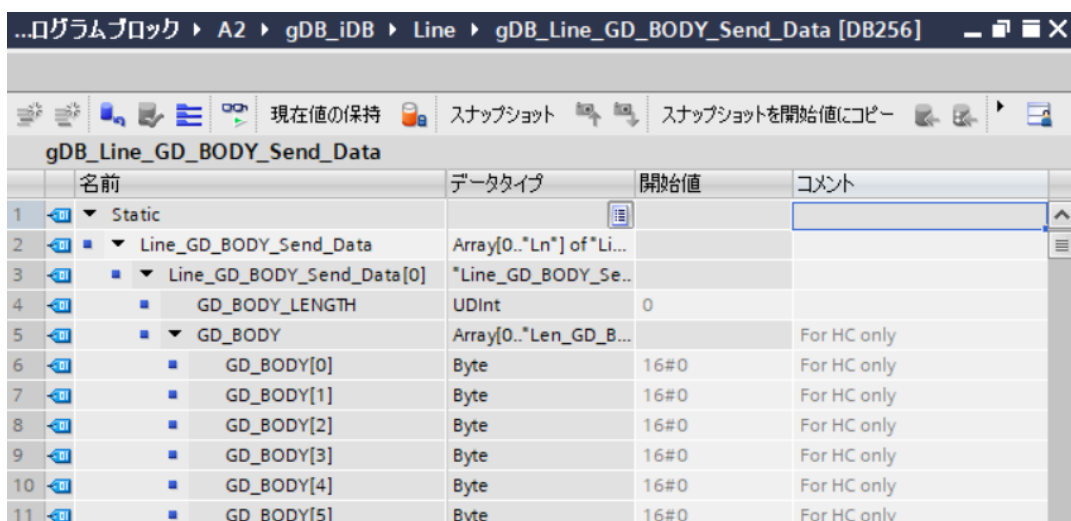 ...ログラムブロック ▸ A2 ▸ gDB_iDB ▸ Line ▸ gDB_Line_GD_BODY_Send_Data [DB256]
現在値の保持 スナップショット スナップショットを開始値にコピー
gDB_Line_GD_BODY_Send_Data
名前 データタイプ 開始値 コメント
1 Static
2 Line_GD_BODY_Send_Data Array[0.."Ln"] of "Li...
3 Line_GD_BODY_Send_Data[0] "Line_GD_BODY_Se..
4 GD_BODY_LENGTH UDInt 0
5 GD_BODY Array[0.."Len_GD_B... For HC only
6 GD_BODY[0] Byte 16#0 For HC only
7 GD_BODY[1] Byte 16#0 For HC only
8 GD_BODY[2] Byte 16#0 For HC only
9 GD_BODY[3] Byte 16#0 For HC only
10 GD_BODY[4] Byte 16#0 For HC only
11 GD_BODY[5] Byte 16#0 For HC only